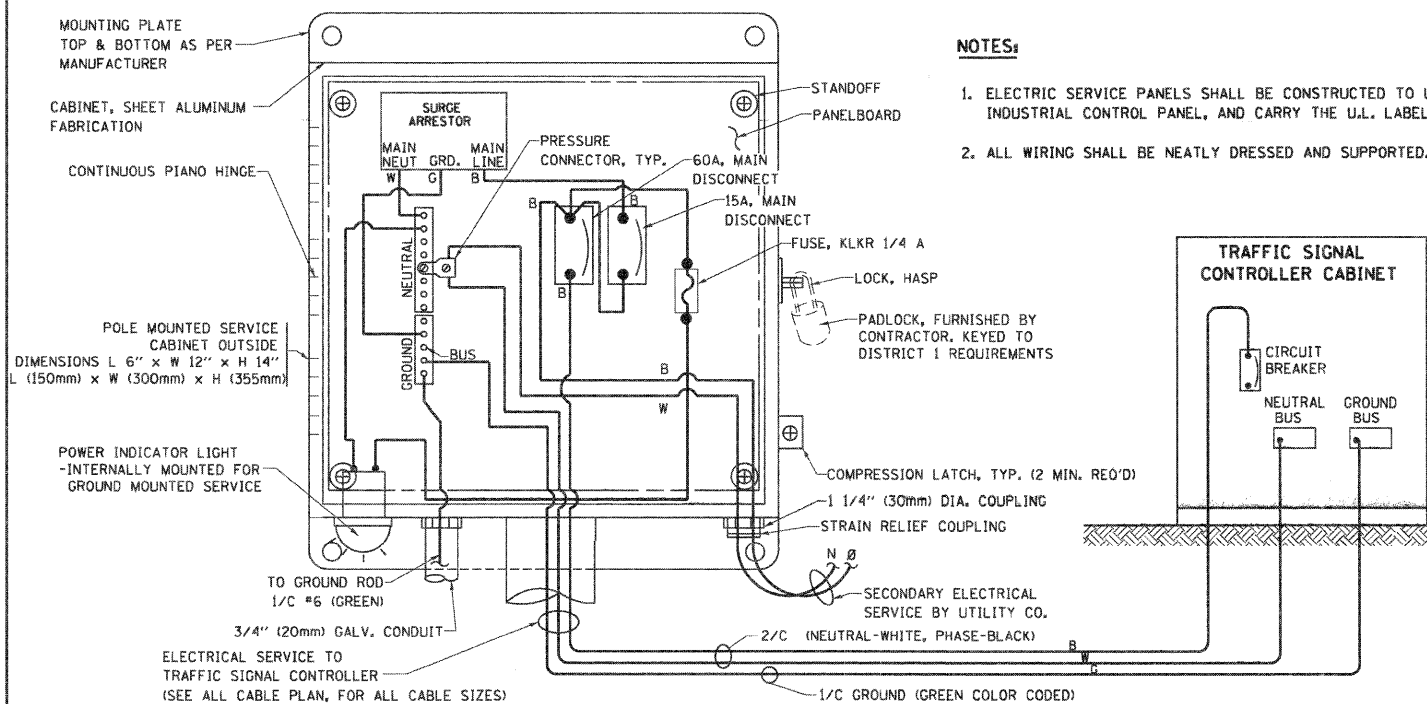 MOUNTING PLATE
TOP & BOTTOM AS PER
MANUFACTURER
CABINET, SHEET ALUMINUM
FABRICATION
CONTINUOUS PIANO HINGE
POLE MOUNTED SERVICE
CABINET OUTSIDE
DIMENSIONS L 6" x W 12" x H 14"
L (150mm) x W (300mm) x H (355mm)
POWER INDICATOR LIGHT
-INTERNALLY MOUNTED FOR
GROUND MOUNTED SERVICE
SURGE
ARRESTOR
MAIN
NEUT
GRD.
MAIN
LINE
W
G
B
PRESSURE
CONNECTOR, TYP.
NEUTRAL
GROUND
BUS
B
B
B
B
W
STANDOFF
PANELBOARD
60A, MAIN
DISCONNECT
15A, MAIN
DISCONNECT
FUSE, KLKR 1/4 A
LOCK, HASP
PADLOCK, FURNISHED BY
CONTRACTOR. KEYED TO
DISTRICT 1 REQUIREMENTS
COMPRESSION LATCH, TYP. (2 MIN. REQ'D)
1 1/4" (30mm) DIA. COUPLING
STRAIN RELIEF COUPLING
N Ø
SECONDARY ELECTRICAL
SERVICE BY UTILITY CO.
TO GROUND ROD
1/C #6 (GREEN)
3/4" (20mm) GALV. CONDUIT
ELECTRICAL SERVICE TO
TRAFFIC SIGNAL CONTROLLER
(SEE ALL CABLE PLAN, FOR ALL CABLE SIZES)
2/C (NEUTRAL-WHITE, PHASE-BLACK)
B
W
G
1/C GROUND (GREEN COLOR CODED)
NOTES:
1. ELECTRIC SERVICE PANELS SHALL BE CONSTRUCTED TO U
INDUSTRIAL CONTROL PANEL, AND CARRY THE U.L. LABEL
2. ALL WIRING SHALL BE NEATLY DRESSED AND SUPPORTED.
TRAFFIC SIGNAL
CONTROLLER CABINET
CIRCUIT
BREAKER
NEUTRAL
BUS
GROUND
BUS